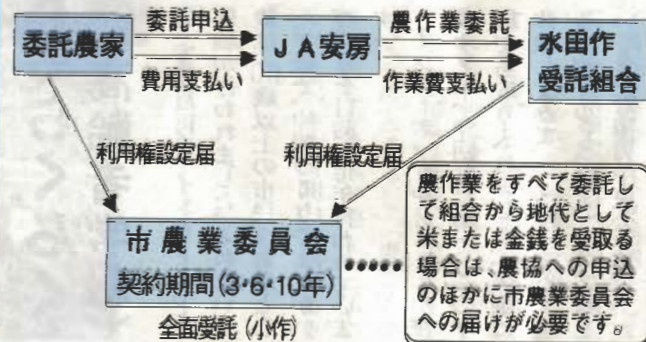 委託農家
委託申込
費用支払い
JA安房
農作業委託
作業費支払い
水田作
受託組合
利用権設定届
利用権設定届
市農業委員会
契約期間(3・6・10年)
全面受託(小作)
農作業をすべて委託し
て組合から地代として
米または金銭を受取る
場合は、農協への申込
のほかに市農業委員会
への届けが必要です。